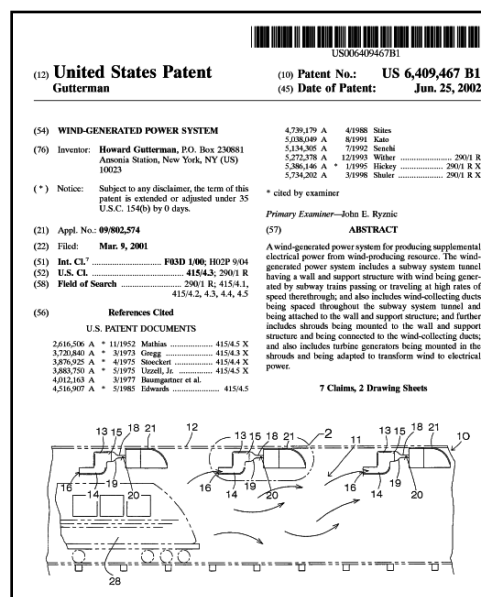 US006409467B1
(12) United States Patent
Gutterman
(10) Patent No.: US 6,409,467 B1
(45) Date of Patent: Jun. 25, 2002
(54) WIND-GENERATED POWER SYSTEM
(76) Inventor: Howard Gutterman, P.O. Box 230881
Ansonia Station, New York, NY (US)
10023
(*) Notice: Subject to any disclaimer, the term of this
patent is extended or adjusted under 35
U.S.C. 154(b) by 0 days.
(21) Appl. No.: 09/802,574
(22) Filed: Mar. 9, 2001
(51) Int. Cl.7 F03D 1/00; H02P 9/04
(52) U.S. Cl. 415/4.3; 290/1 R
(58) Field of Search 290/1 R; 415/4.1,
415/4.2, 4.3, 4.4, 4.5
(56) References Cited
U.S. PATENT DOCUMENTS
2,616,506 A * 11/1952 Mathias 415/4.5 X
3,720,840 A * 3/1973 Gregg 415/4.3 X
3,876,925 A * 4/1975 Stoeckert 415/4.4 X
3,883,750 A * 5/1975 Uzzell, Jr. 415/4.5 X
4,012,163 A 3/1977 Baumgartner et al.
4,516,907 A * 5/1985 Edwards 415/4.5
4,739,179 A 4/1988 Stites
5,038,049 A 8/1991 Kato
5,134,305 A 7/1992 Senehi
5,272,378 A 12/1993 Wither 290/1 R
5,386,146 A * 1/1995 Hickey 290/1 R X
5,734,202 A 3/1998 Shuler 290/1 R X
* cited by examiner
Primary Examiner—John E. Ryznic
(57) ABSTRACT
A wind-generated power system for producing supplemental
electrical power from wind-producing resource. The wind-
generated power system includes a subway system tunnel
having a wall and support structure with wind being gener-
ated by subway trains passing or traveling at high rates of
speed therethrough; and also includes wind-collecting ducts
being spaced throughout the subway system tunnel and
being attached to the wall and support structure; and further
includes shrouds being mounted to the wall and support
structure and being connected to the wind-collecting ducts;
and also includes turbine generators being mounted in the
shrouds and being adapted to transform wind to electrical
power.
7 Claims, 2 Drawing Sheets
13 15 18 21 12 13 15 18 21 2 11 13 15 18 21 10
16 14 19 20 16 14 19 20 16 14 19 20
28